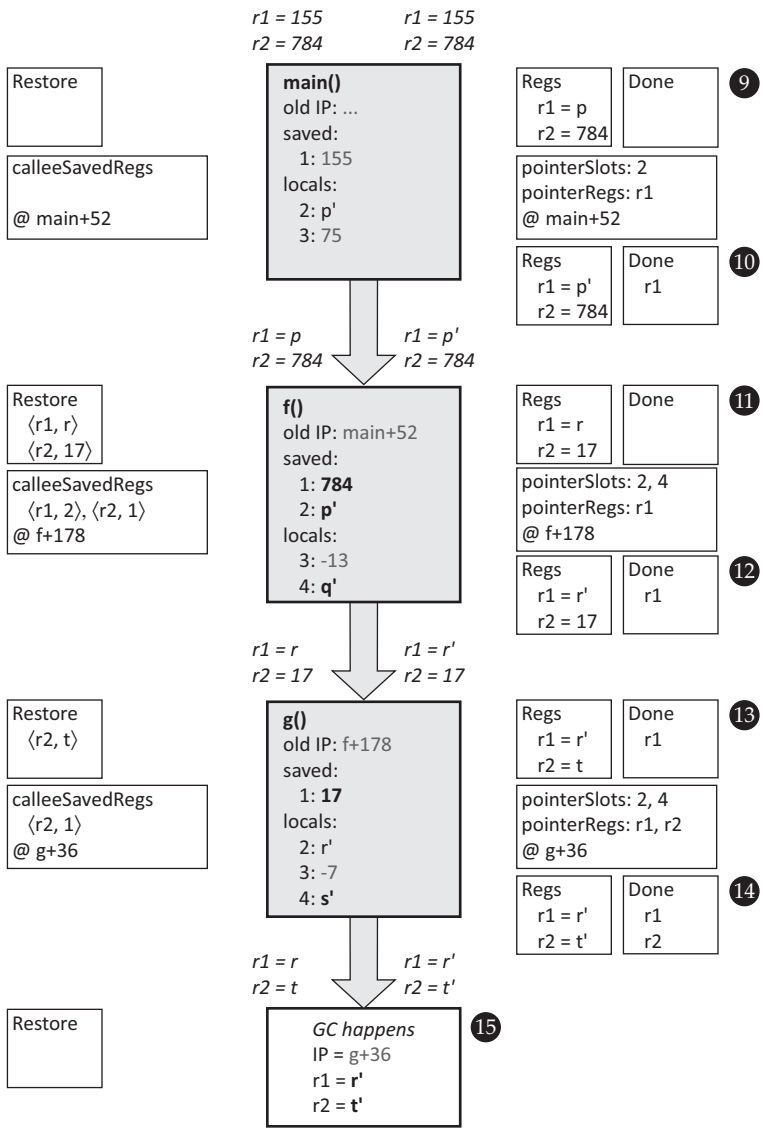 r1 = 155 r1 = 155
r2 = 784 r2 = 784
Restore
calleeSavedRegs
@ main+52
main()
old IP: ...
saved:
1: 155
locals:
2: p'
3: 75
Regs
r1 = p
r2 = 784
Done
9
pointerSlots: 2
pointerRegs: r1
@ main+52
Regs
r1 = p'
r2 = 784
Done
r1
10
r1 = p r1 = p'
r2 = 784 r2 = 784
Restore
⟨r1, r⟩
⟨r2, 17⟩
calleeSavedRegs
⟨r1, 2⟩, ⟨r2, 1⟩
@ f+178
f()
old IP: main+52
saved:
1: 784
2: p'
locals:
3: -13
4: q'
Regs
r1 = r
r2 = 17
Done
11
pointerSlots: 2, 4
pointerRegs: r1
@ f+178
Regs
r1 = r'
r2 = 17
Done
r1
12
r1 = r r1 = r'
r2 = 17 r2 = 17
Restore
⟨r2, t⟩
calleeSavedRegs
⟨r2, 1⟩
@ g+36
g()
old IP: f+178
saved:
1: 17
locals:
2: r'
3: -7
4: s'
Regs
r1 = r'
r2 = t
Done
r1
13
pointerSlots: 2, 4
pointerRegs: r1, r2
@ g+36
Regs
r1 = r'
r2 = t'
Done
r1
r2
14
r1 = r r1 = r'
r2 = t r2 = t'
Restore
GC happens
IP = g+36
r1 = r'
r2 = t'
15